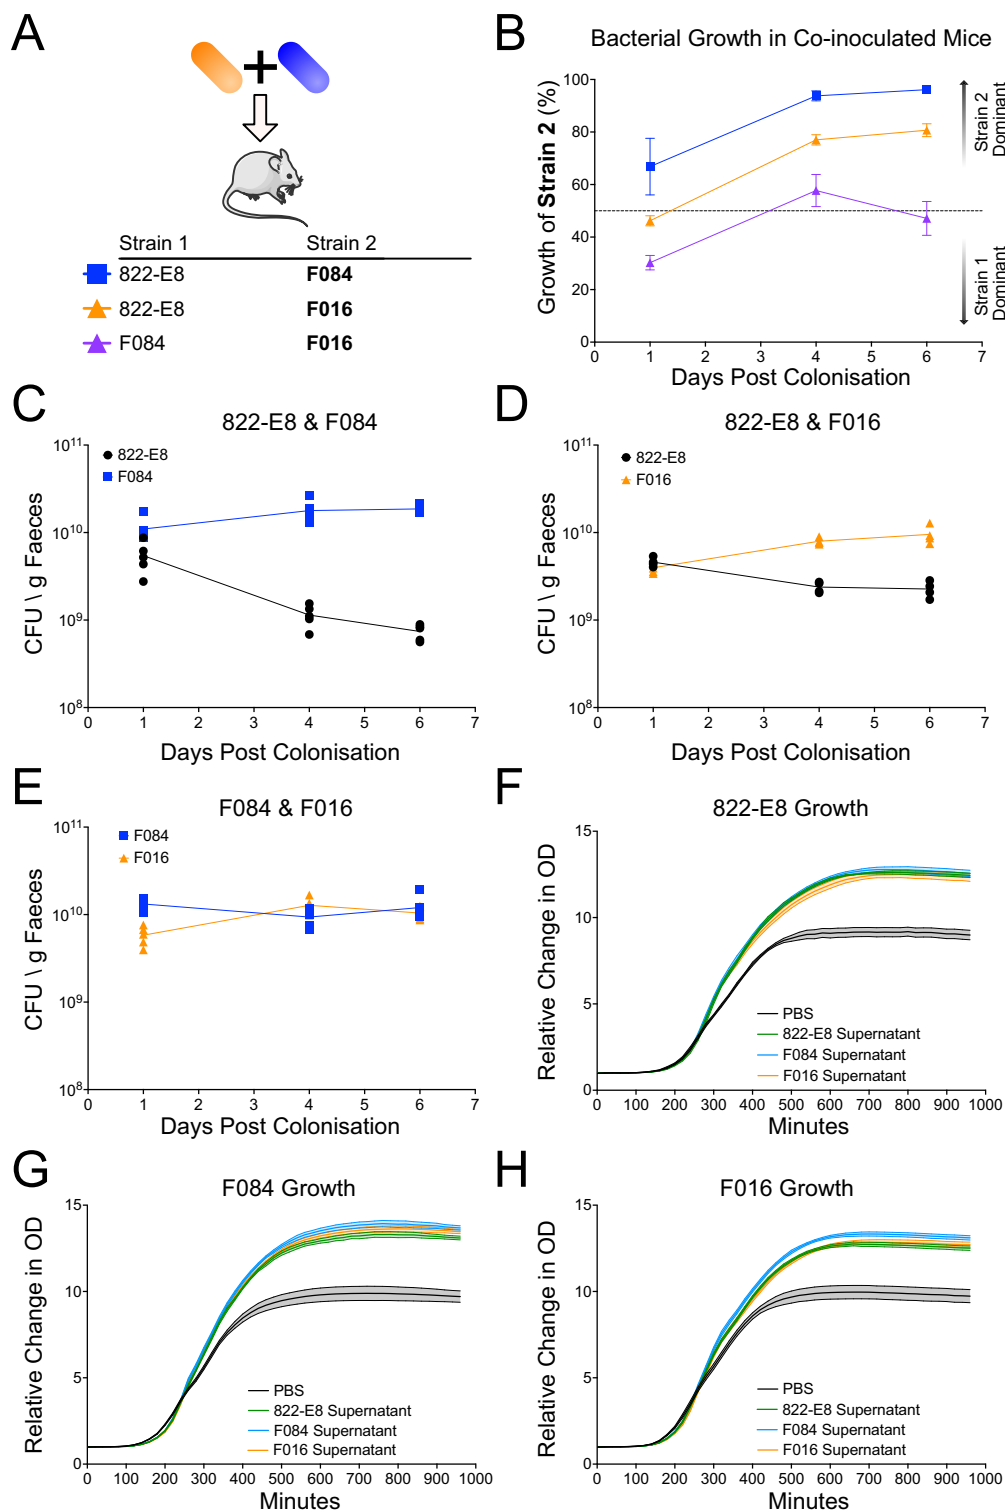 A
Strain 1 Strain 2
822-E8 F084
822-E8 F016
F084 F016
B
Bacterial Growth in Co-inoculated Mice
Growth of Strain 2 (%)
100
80
60
40
20
0
0 1 2 3 4 5 6 7
Days Post Colonisation
Strain 2
Dominant
Strain 1
Dominant
C
822-E8 & F084
822-E8
F084
CFU \ g Faeces
10¹¹
10¹⁰
10⁹
10⁸
0 1 2 3 4 5 6 7
Days Post Colonisation
D
822-E8 & F016
822-E8
F016
CFU \ g Faeces
10¹¹
10¹⁰
10⁹
10⁸
0 1 2 3 4 5 6 7
Days Post Colonisation
E
F084 & F016
F084
F016
CFU \ g Faeces
10¹¹
10¹⁰
10⁹
10⁸
0 1 2 3 4 5 6 7
Days Post Colonisation
F
822-E8 Growth
Relative Change in OD
15
10
5
0
PBS
822-E8 Supernatant
F084 Supernatant
F016 Supernatant
0 100 200 300 400 500 600 700 800 900 1000
Minutes
G
F084 Growth
Relative Change in OD
15
10
5
0
PBS
822-E8 Supernatant
F084 Supernatant
F016 Supernatant
0 100 200 300 400 500 600 700 800 900 1000
Minutes
H
F016 Growth
Relative Change in OD
15
10
5
0
PBS
822-E8 Supernatant
F084 Supernatant
F016 Supernatant
0 100 200 300 400 500 600 700 800 900 1000
Minutes